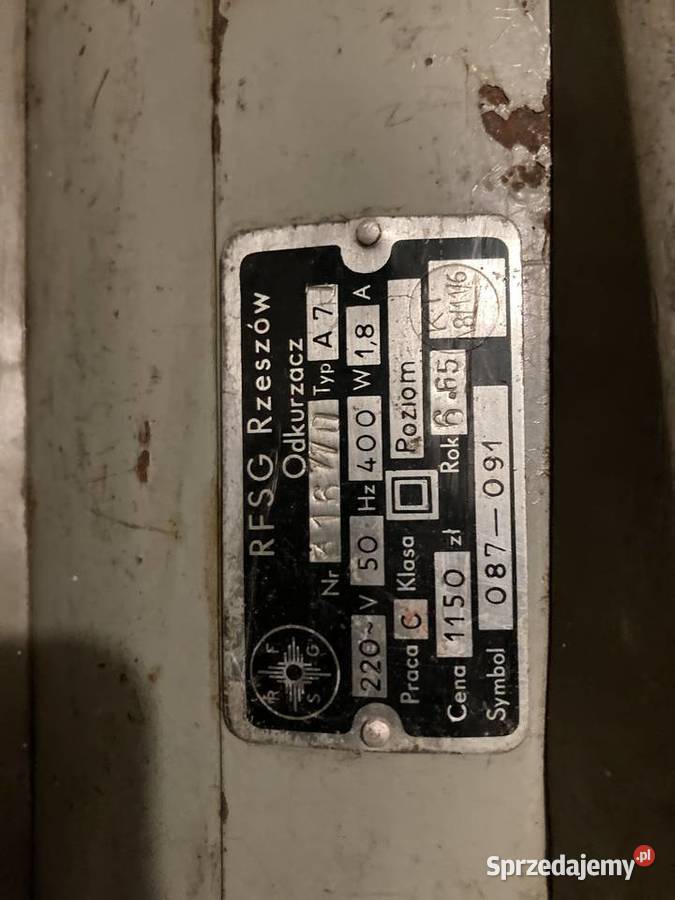 RFSG Rzeszów
Odkurzacz
Nr Typ A 7
220~ V 50 Hz 400 W 1,8 A
Praca C Klasa Poziom
Cena 1150 zł Rok 6.65
Symbol 087-091
R F S G
Sprzedajemy.pl